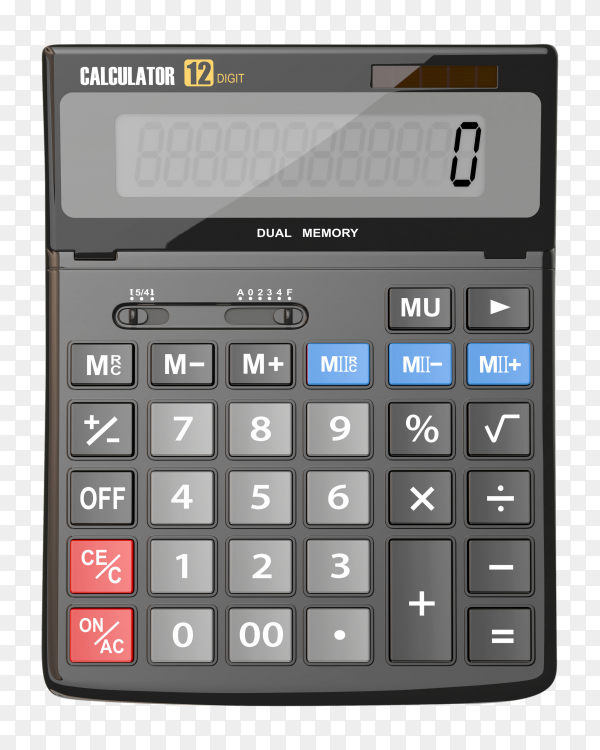 CALCULATOR 12 DIGIT
0
DUAL MEMORY
↕5/4↓ A 0 2 3 4 F
MU ►
MRC M− M+ MIIRC MII− MII+
+/− 7 8 9 % √
OFF 4 5 6 × ÷
CE/C 1 2 3 + −
ON/AC 0 00 • =